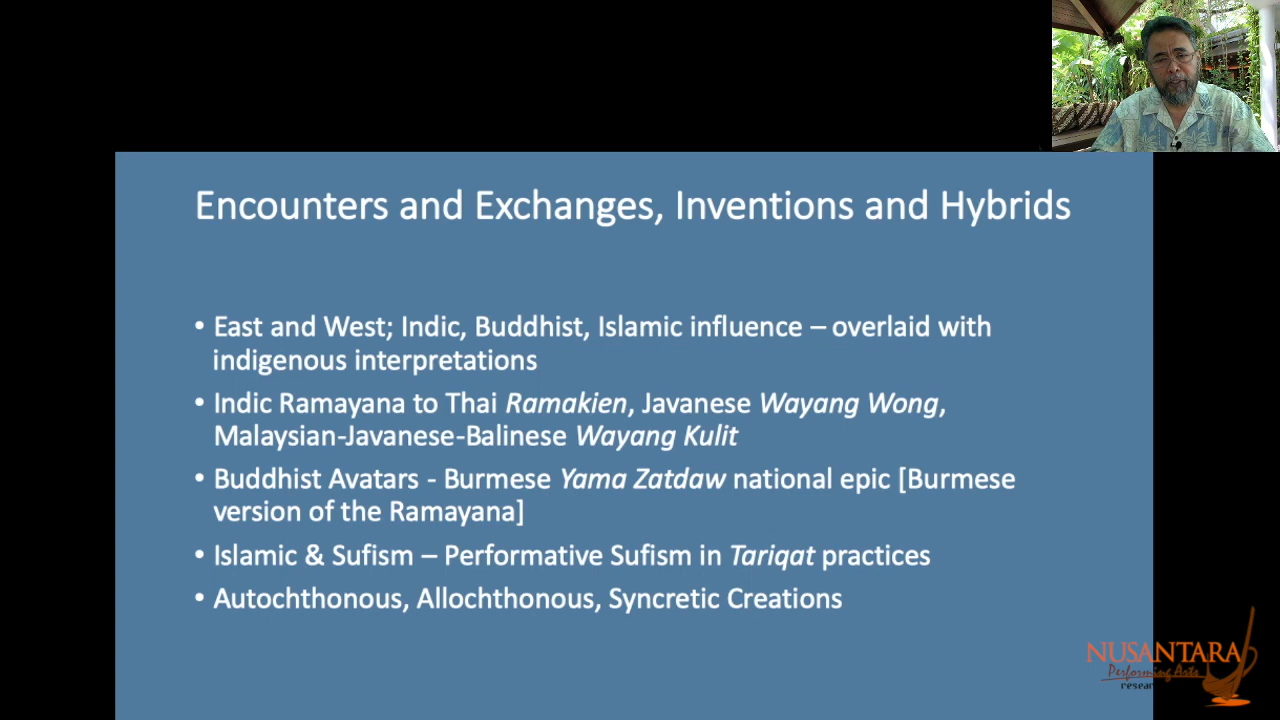 Encounters and Exchanges, Inventions and Hybrids
• East and West; Indic, Buddhist, Islamic influence – overlaid with
indigenous interpretations
• Indic Ramayana to Thai Ramakien, Javanese Wayang Wong,
Malaysian-Javanese-Balinese Wayang Kulit
• Buddhist Avatars - Burmese Yama Zatdaw national epic [Burmese
version of the Ramayana]
• Islamic & Sufism – Performative Sufism in Tariqat practices
• Autochthonous, Allochthonous, Syncretic Creations
NUSANTARA
Performing Arts